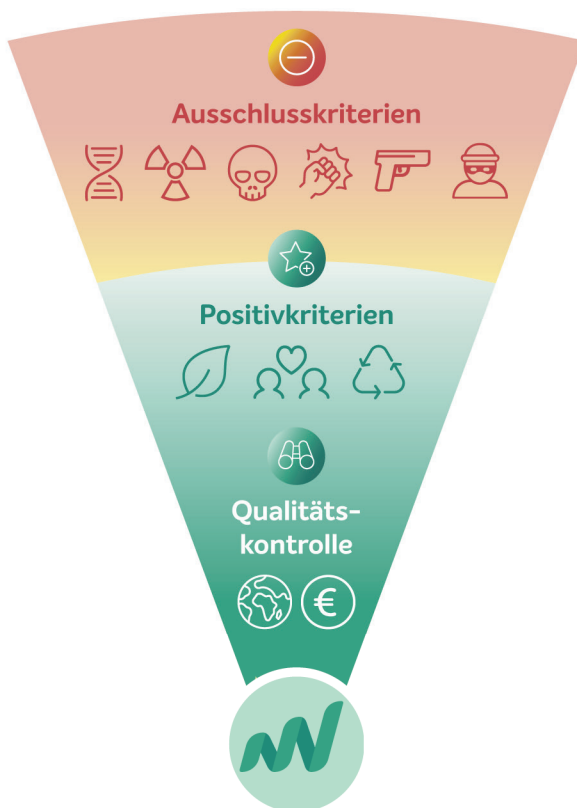 Ausschlusskriterien
Positivkriterien
Qualitäts-
kontrolle
€